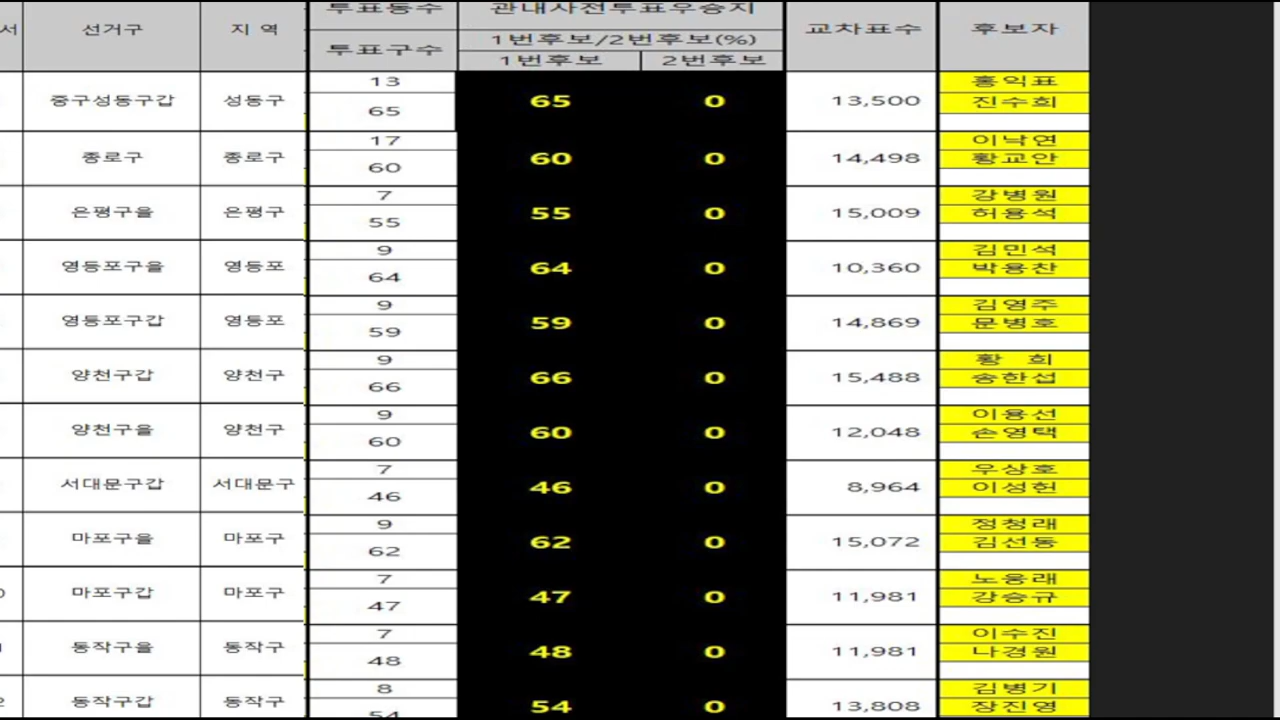 서 선거구 지 역 투표동수 관내사전투표우승지 교차표수 후보자
투표구수 1번후보/2번후보(%)
1번후보 2번후보
중구성동구갑 성동구 13 65 0 13,500 홍익표
65 진수희
종로구 종로구 17 60 0 14,498 이낙연
60 황교안
은평구을 은평구 7 55 0 15,009 강병원
55 허용석
영등포구을 영등포 9 64 0 10,360 김민석
64 박용찬
영등포구갑 영등포 9 59 0 14,869 김영주
59 문병호
양천구갑 양천구 9 66 0 15,488 황 희
66 송한섭
양천구을 양천구 9 60 0 12,048 이용선
60 손영택
서대문구갑 서대문구 7 46 0 8,964 우상호
46 이성헌
마포구을 마포구 9 62 0 15,072 정청래
62 김선동
0 마포구갑 마포구 7 47 0 11,981 노웅래
47 강승규
동작구을 동작구 7 48 0 11,981 이수진
48 나경원
2 동작구갑 동작구 8 54 0 13,808 김병기
54 장진영